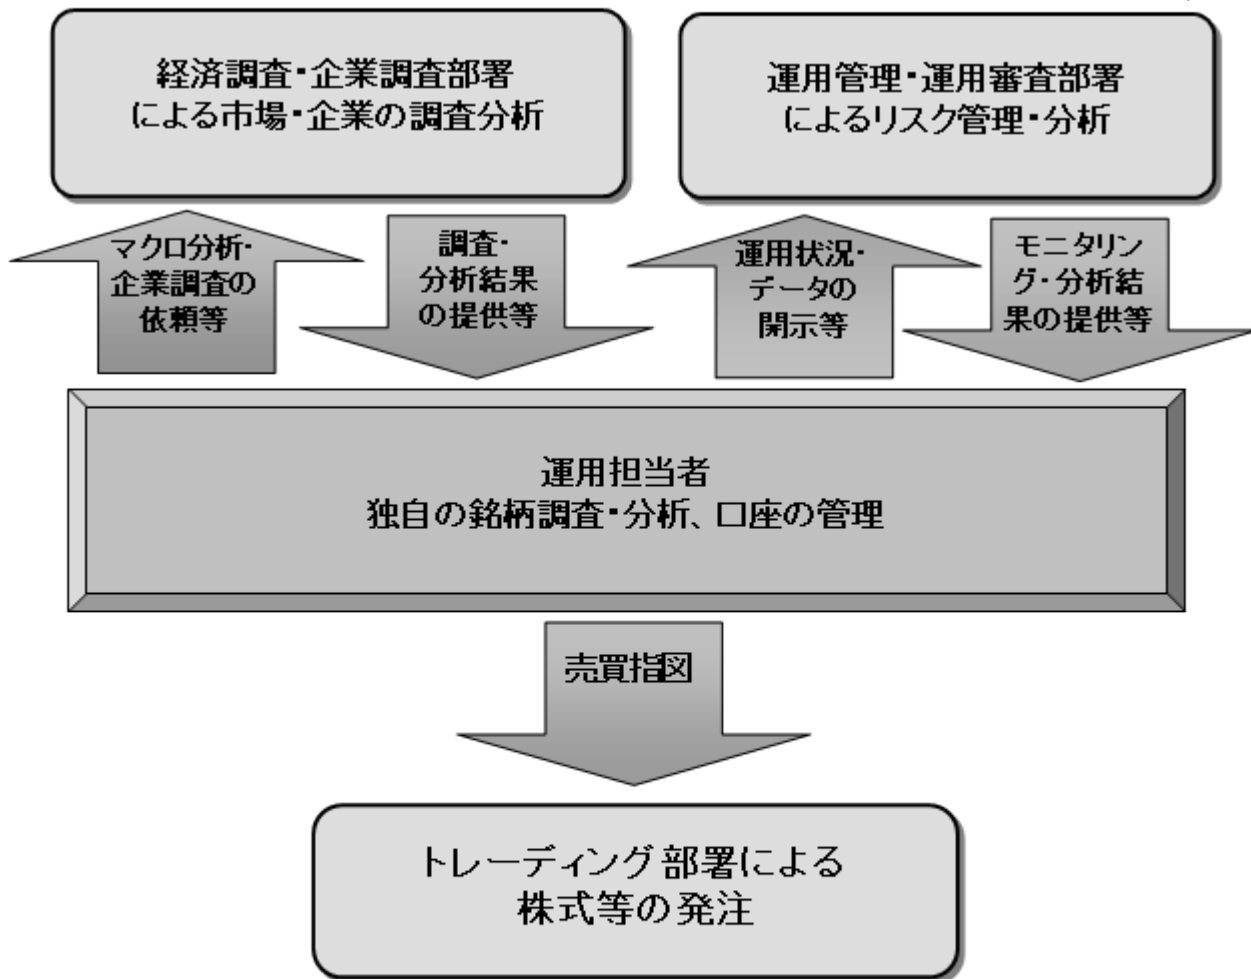 経済調査・企業調査部署
による市場・企業の調査分析
運用管理・運用審査部署
によるリスク管理・分析
マクロ分析・
企業調査の
依頼等
調査・
分析結果
の提供等
運用状況・
データの
開示等
モニタリン
グ・分析結
果の提供等
運用担当者
独自の銘柄調査・分析、口座の管理
売買指図
トレーディング部署による
株式等の発注